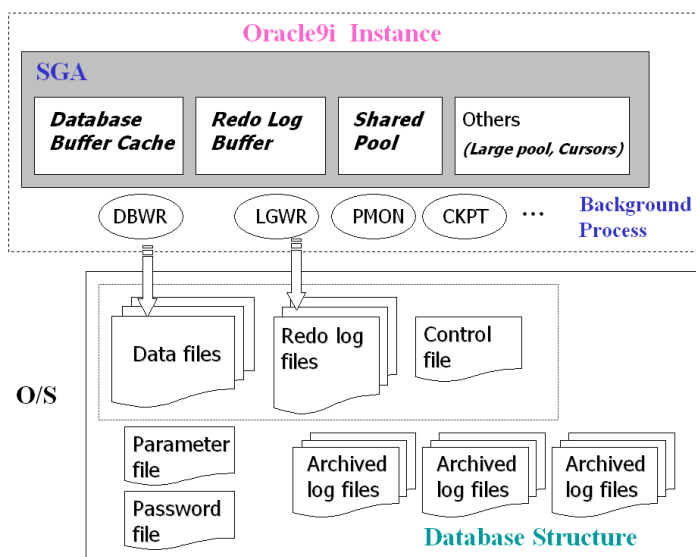 Oracle9i Instance
SGA
Database
Buffer Cache
Redo Log
Buffer
Shared
Pool
Others
(Large pool, Cursors)
DBWR
LGWR
PMON
CKPT
...
Background
Process
Data files
Redo log
files
Control
file
O/S
Parameter
file
Password
file
Archived
log files
Archived
log files
Archived
log files
Database Structure